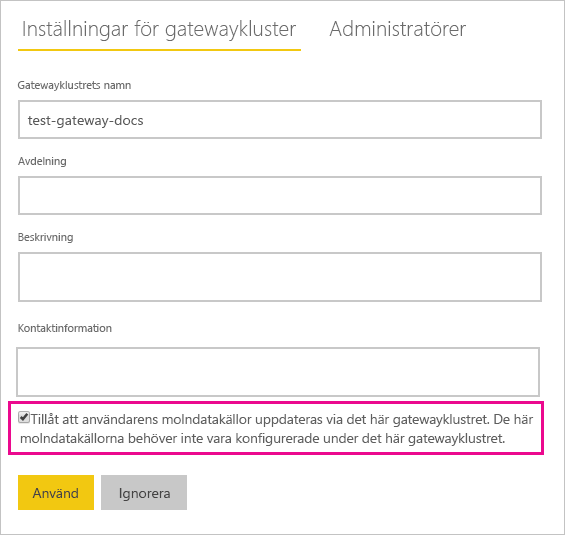 Inställningar för gatewaykluster Administratörer
Gatewayklustrets namn
test-gateway-docs
Avdelning
Beskrivning
Kontaktinformation
Tillåt att användarens molndatakällor uppdateras via det här gatewayklustret. De här
molndatakällorna behöver inte vara konfigurerade under det här gatewayklustret.
Använd Ignorera